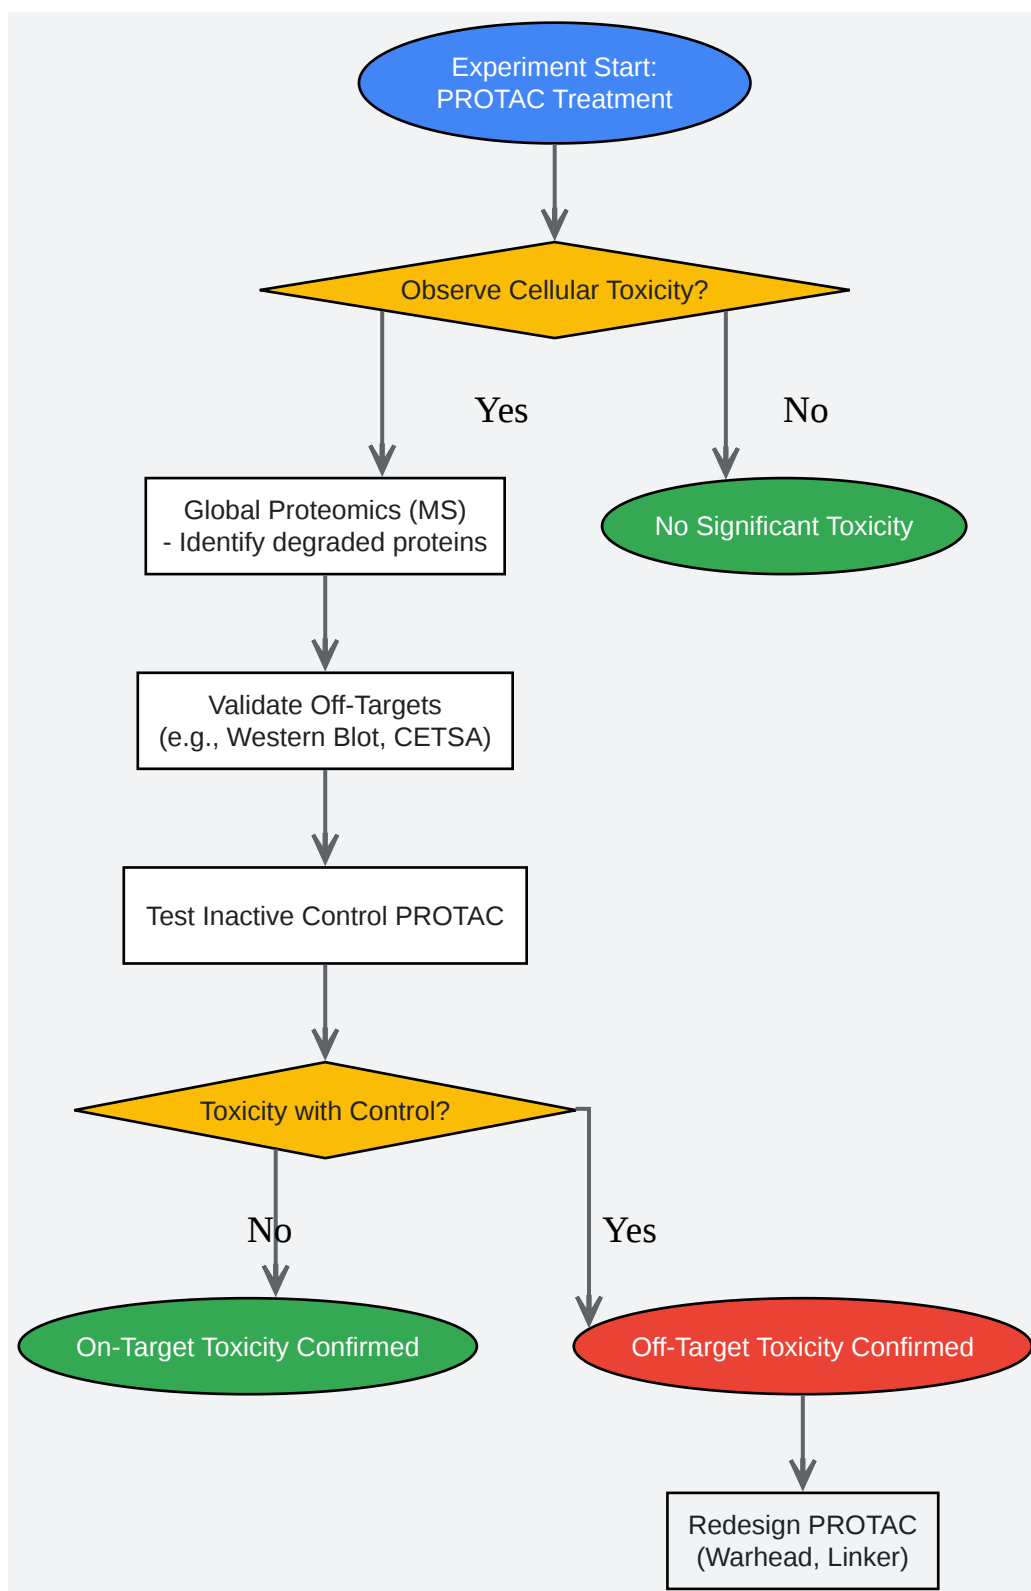 Experiment Start:
PROTAC Treatment
Observe Cellular Toxicity?
Yes
No
Global Proteomics (MS)
- Identify degraded proteins
No Significant Toxicity
Validate Off-Targets
(e.g., Western Blot, CETSA)
Test Inactive Control PROTAC
Toxicity with Control?
No
Yes
On-Target Toxicity Confirmed
Off-Target Toxicity Confirmed
Redesign PROTAC
(Warhead, Linker)